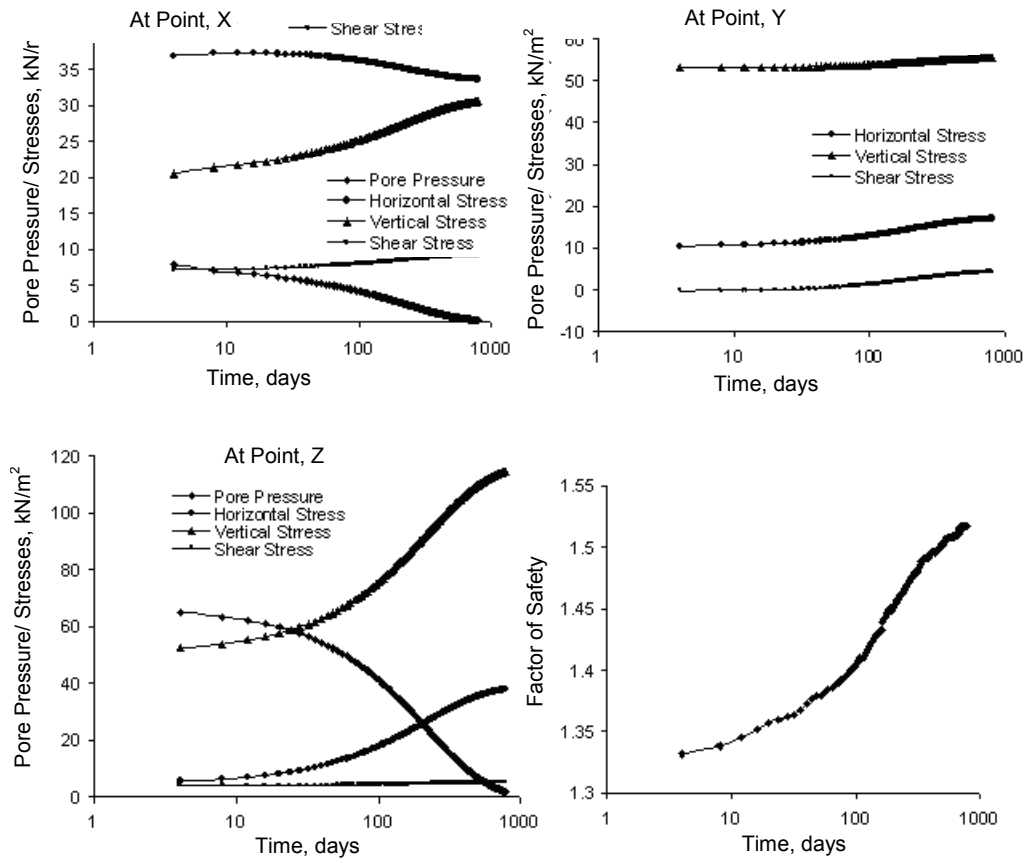 At Point, X
Shear Stres
Pore Pressure/ Stresses, kN/r
35
30
25
20
15
10
5
0
Pore Pressure
Horizontal Stress
Vertical Stress
Shear Stress
1 10 100 1000
Time, days
At Point, Y
Pore Pressure/ Stresses, kN/m²
60
50
40
30
20
10
0
-10
Horizontal Stress
Vertical Stress
Shear Stress
1 10 100 1000
Time, days
At Point, Z
Pore Pressure/ Stresses, kN/m²
120
100
80
60
40
20
0
Pore Pressure
Horizontal Stress
Vertical Strress
Shear Stress
1 10 100 1000
Time, days
Factor of Safety
1.55
1.5
1.45
1.4
1.35
1.3
1 10 100 1000
Time, days